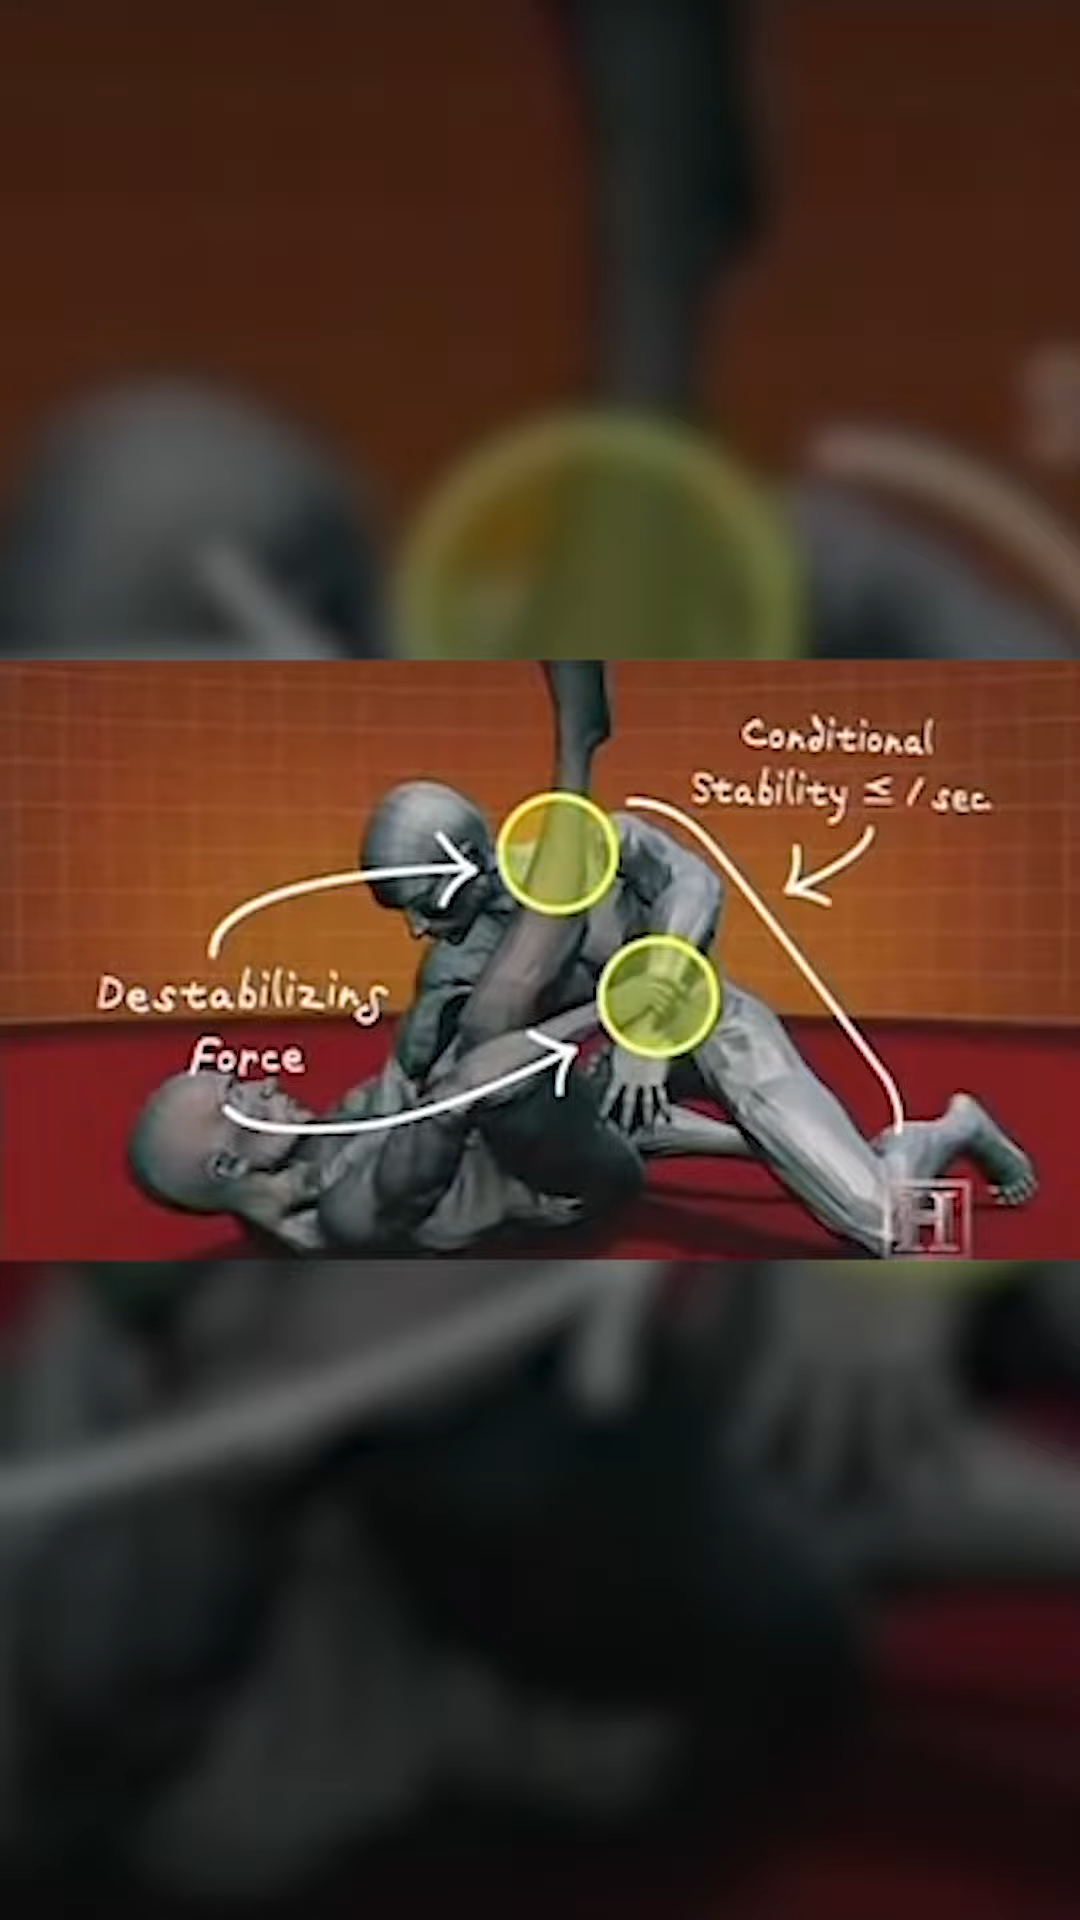 Conditional
Stability ≤ 1 sec
Destabilizing
Force
H